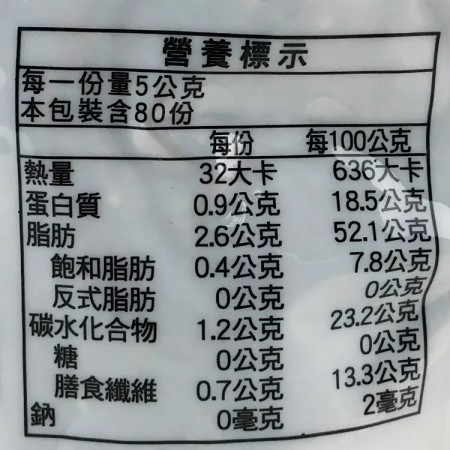 營養標示
每一份量5公克
本包裝含80份
每份 每100公克
熱量 32大卡 636大卡
蛋白質 0.9公克 18.5公克
脂肪 2.6公克 52.1公克
飽和脂肪 0.4公克 7.8公克
反式脂肪 0公克 0公克
碳水化合物 1.2公克 23.2公克
糖 0公克 0公克
膳食纖維 0.7公克 13.3公克
鈉 0毫克 2毫克